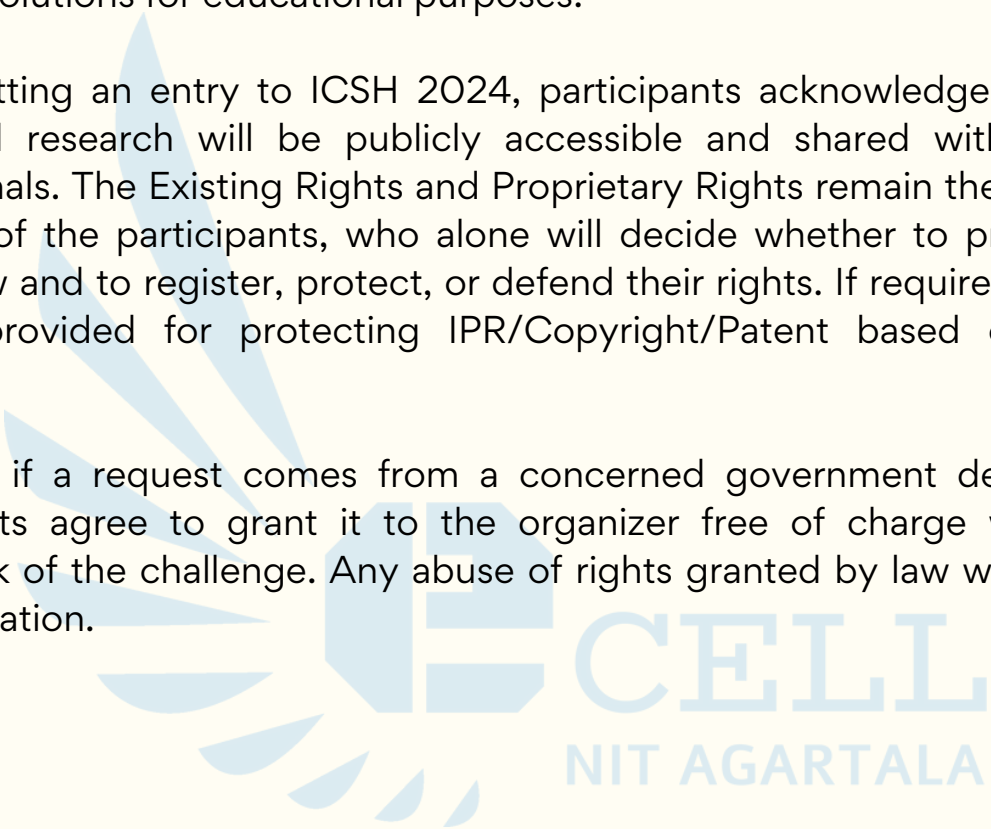 solutions for educational purposes.
tting an entry to ICSH 2024, participants acknowledge
research will be publicly accessible and shared with
nals. The Existing Rights and Proprietary Rights remain the
of the participants, who alone will decide whether to pr
and to register, protect, or defend their rights. If require
provided for protecting IPR/Copyright/Patent based
if a request comes from a concerned government de
ts agree to grant it to the organizer free of charge
k of the challenge. Any abuse of rights granted by law w
ation.
e CELL
NIT AGARTALA